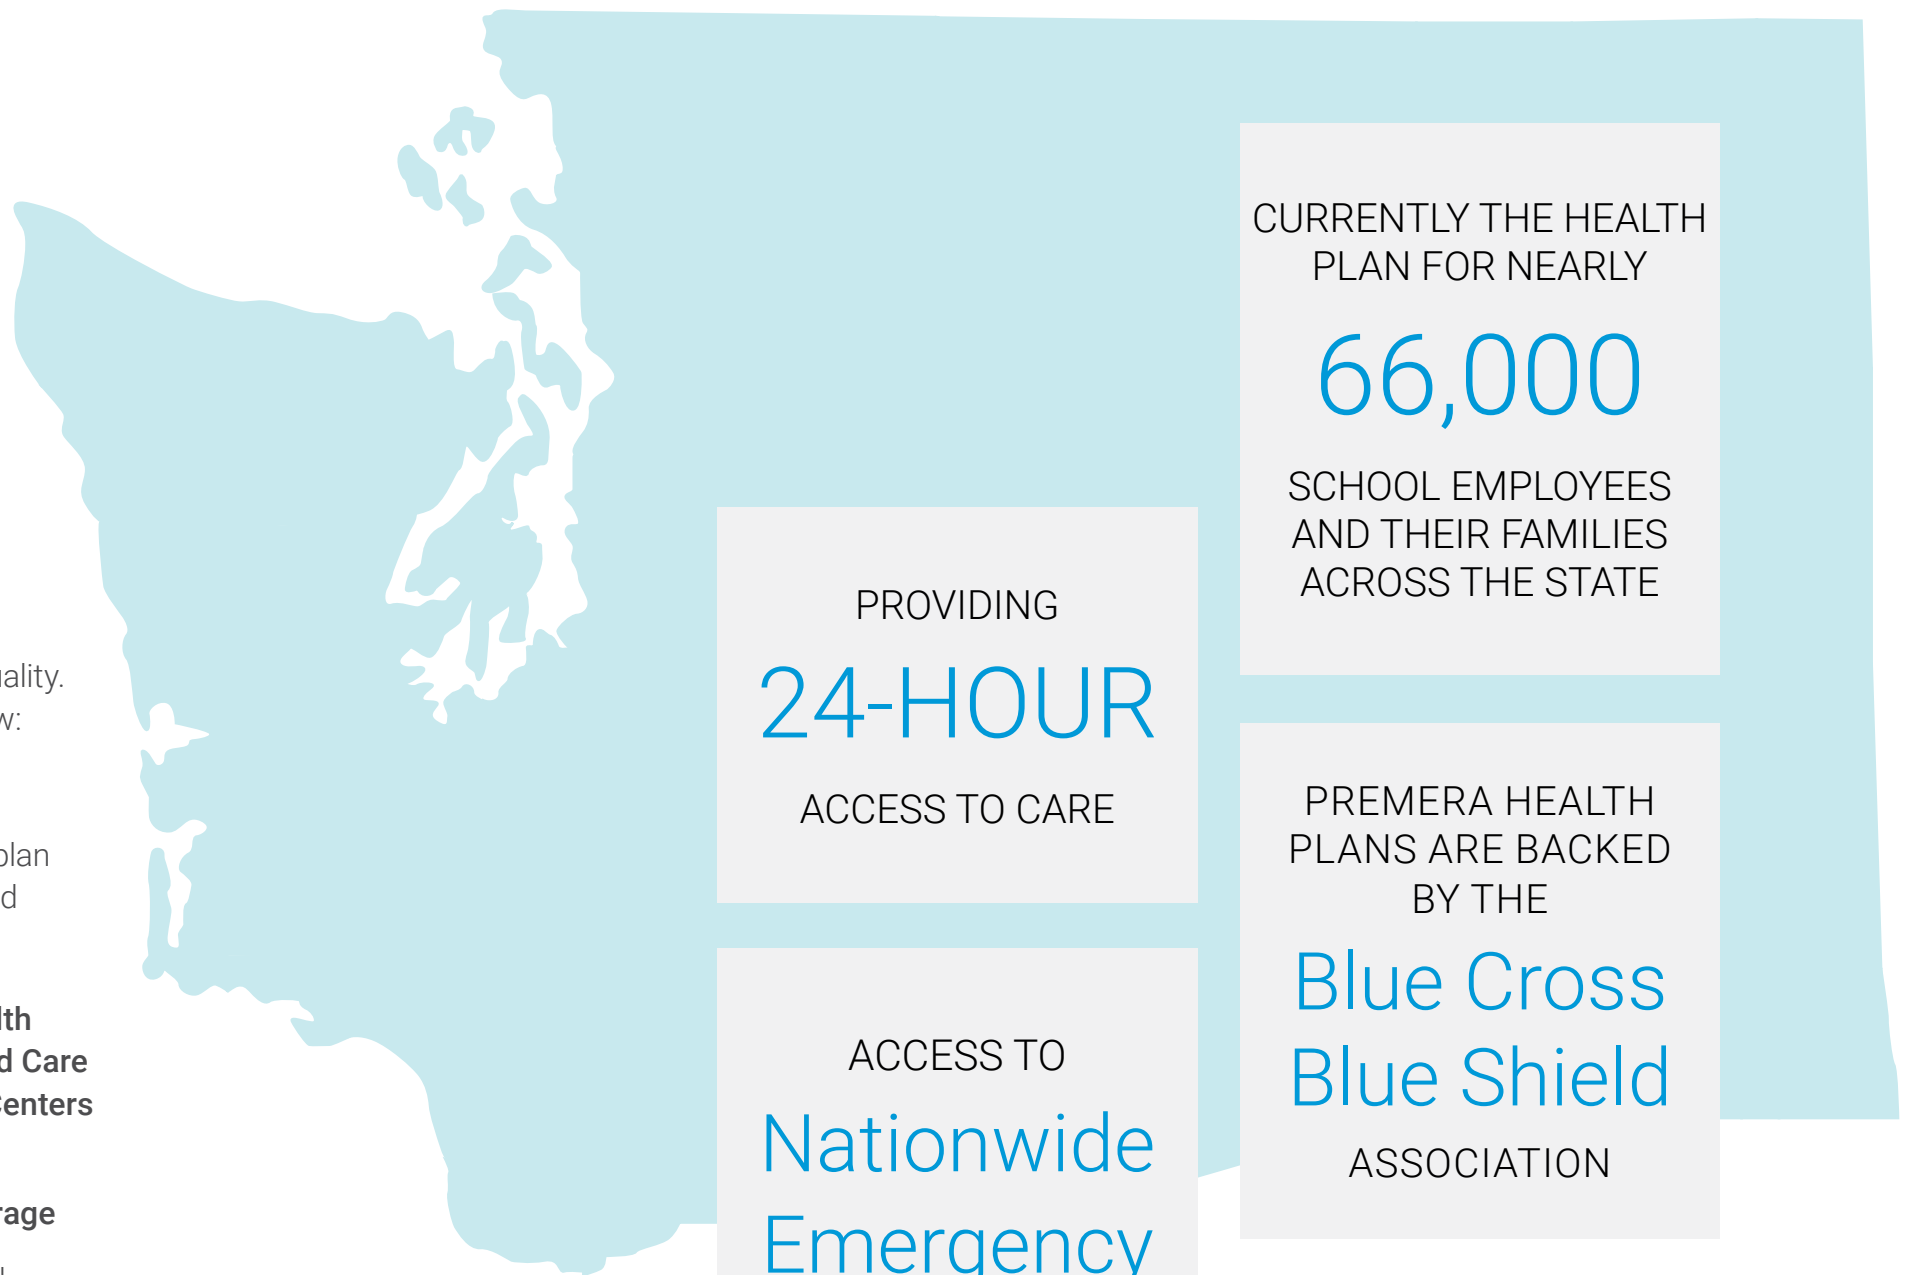 CURRENTLY THE HEALTH
PLAN FOR NEARLY
66,000
SCHOOL EMPLOYEES
AND THEIR FAMILIES
ACROSS THE STATE
PROVIDING
24-HOUR
ACCESS TO CARE
PREMERA HEALTH
PLANS ARE BACKED
BY THE
Blue Cross
Blue Shield
ASSOCIATION
ACCESS TO
Nationwide
Emergency
plan
d Care